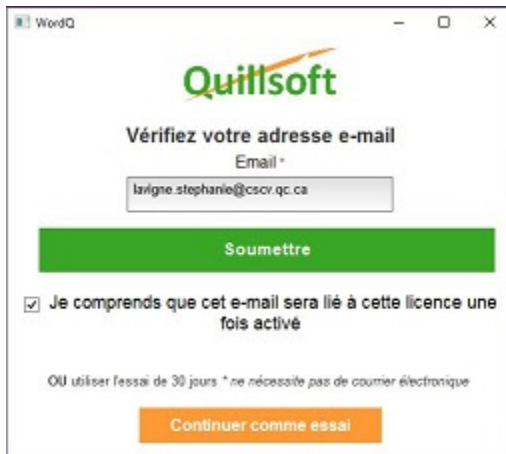 WordQ
Quillsoft
Vérifiez votre adresse e-mail
Email *
lavigne.stephanie@cscv.qc.ca
Soumettre
Je comprends que cet e-mail sera lié à cette licence une
fois activé
OU utiliser l'essai de 30 jours * ne nécessite pas de courrier électronique
Continuer comme essai